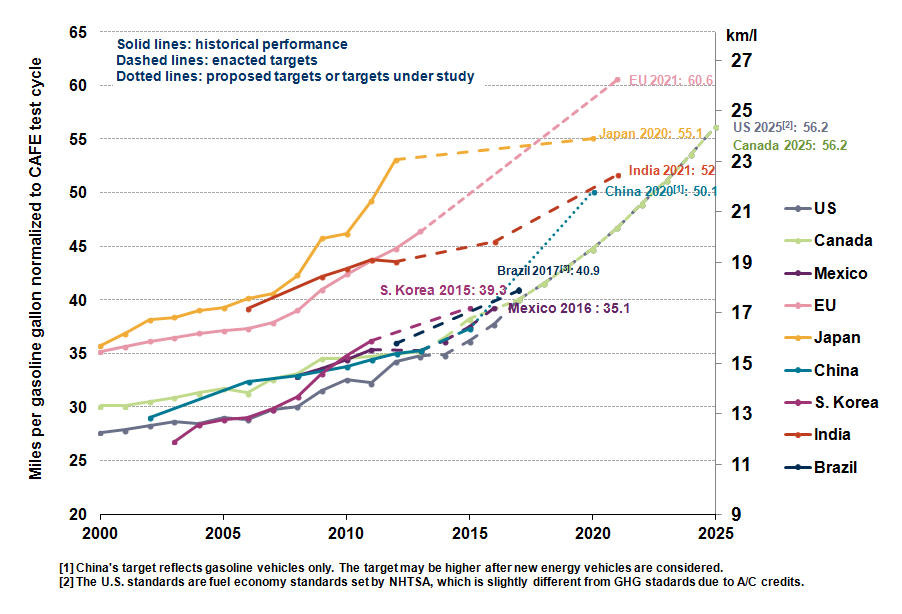 65
60
55
50
45
40
35
30
25
20
Miles per gasoline gallon normalized to CAFE test cycle
Solid lines: historical performance
Dashed lines: enacted targets
Dotted lines: proposed targets or targets under study
EU 2021: 60.6
Japan 2020: 55.1
India 2021: 52
China 2020[1]: 50.1
Brazil 2017[3]: 40.9
S. Korea 2015: 39.3
Mexico 2016 : 35.1
km/l
27
25
23
21
19
17
15
13
11
9
US 2025[2]: 56.2
Canada 2025: 56.2
US
Canada
Mexico
EU
Japan
China
S. Korea
India
Brazil
2000
2005
2010
2015
2020
2025
[1] China's target reflects gasoline vehicles only. The target may be higher after new energy vehicles are considered.
[2] The U.S. standards are fuel economy standards set by NHTSA, which is slightly different from GHG stadards due to A/C credits.